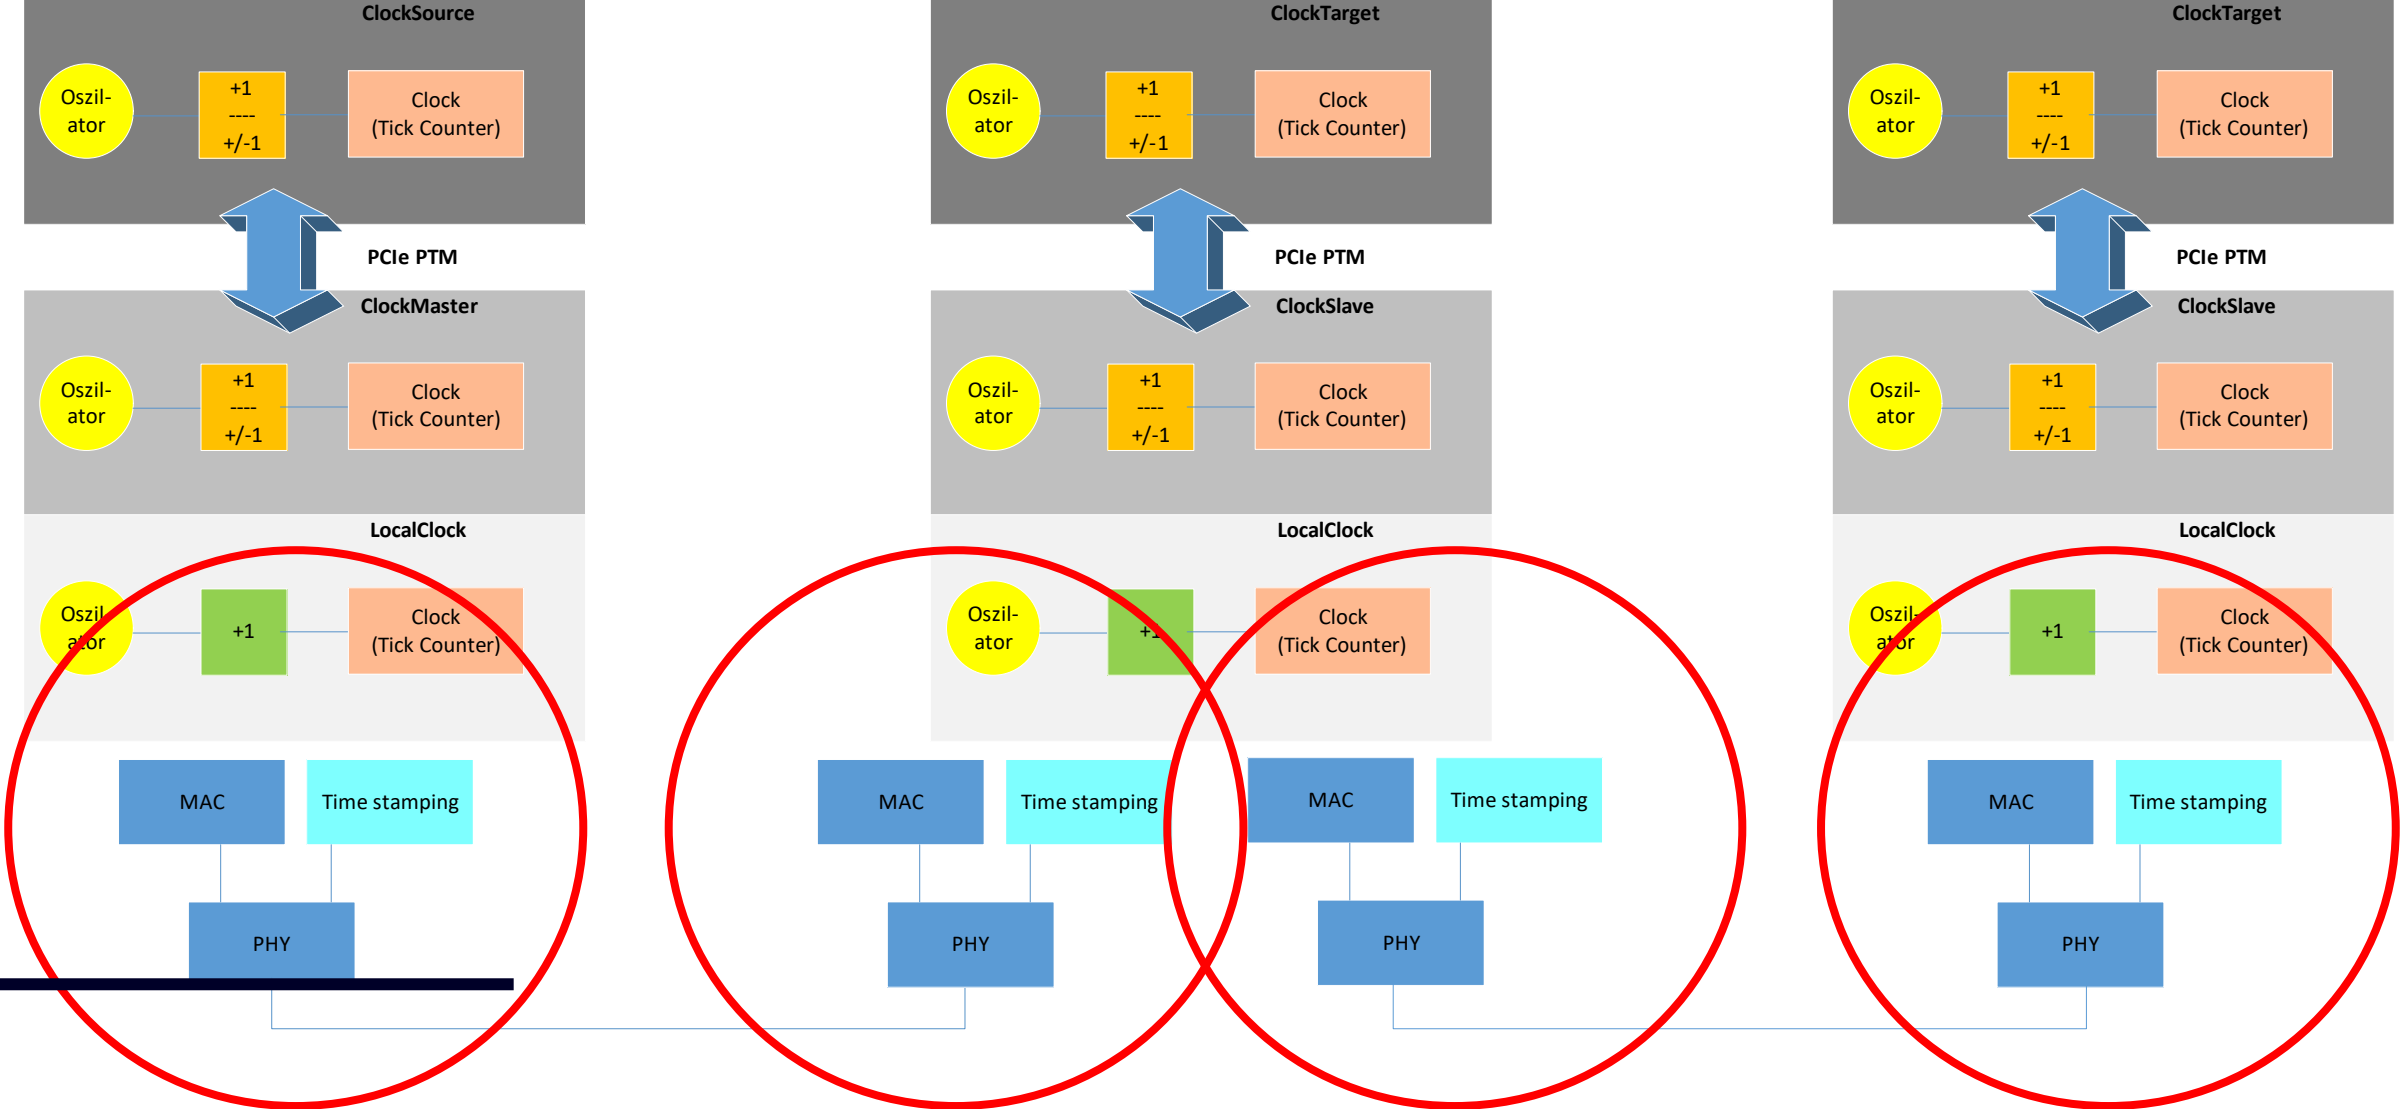 ClockSource
Oszil-
ator
+1
----
+/-1
Clock
(Tick Counter)
PCIe PTM
ClockMaster
Oszil-
ator
+1
----
+/-1
Clock
(Tick Counter)
LocalClock
Oszil-
ator
+1
Clock
(Tick Counter)
MAC
Time stamping
PHY
ClockTarget
Oszil-
ator
+1
----
+/-1
Clock
(Tick Counter)
PCIe PTM
ClockSlave
Oszil-
ator
+1
----
+/-1
Clock
(Tick Counter)
LocalClock
Oszil-
ator
+1
Clock
(Tick Counter)
MAC
Time stamping
PHY
MAC
Time stamping
PHY
ClockTarget
Oszil-
ator
+1
----
+/-1
Clock
(Tick Counter)
PCIe PTM
ClockSlave
Oszil-
ator
+1
----
+/-1
Clock
(Tick Counter)
LocalClock
Oszil-
ator
+1
Clock
(Tick Counter)
MAC
Time stamping
PHY